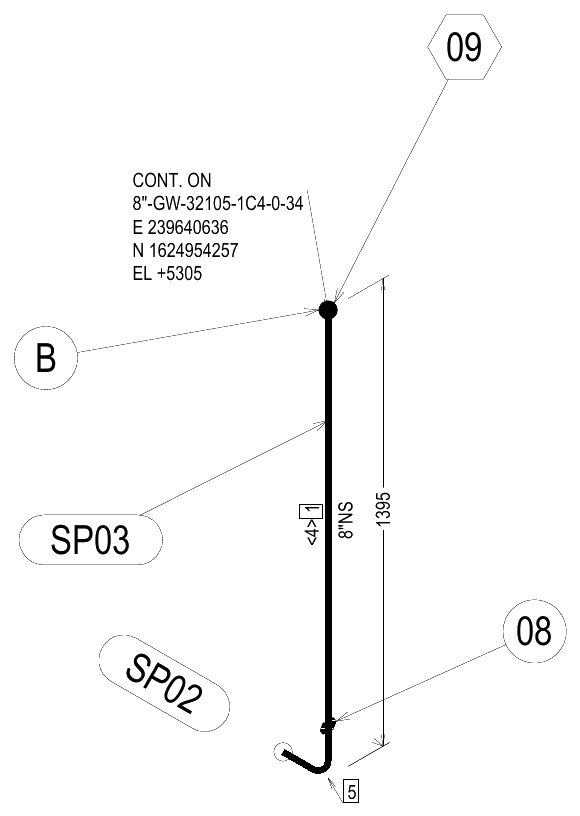 09
CONT. ON
8"-GW-32105-1C4-0-34
E 239640636
N 1624954257
EL +5305
B
1395
<4> 1
8"NS
SP03
08
SP02
5